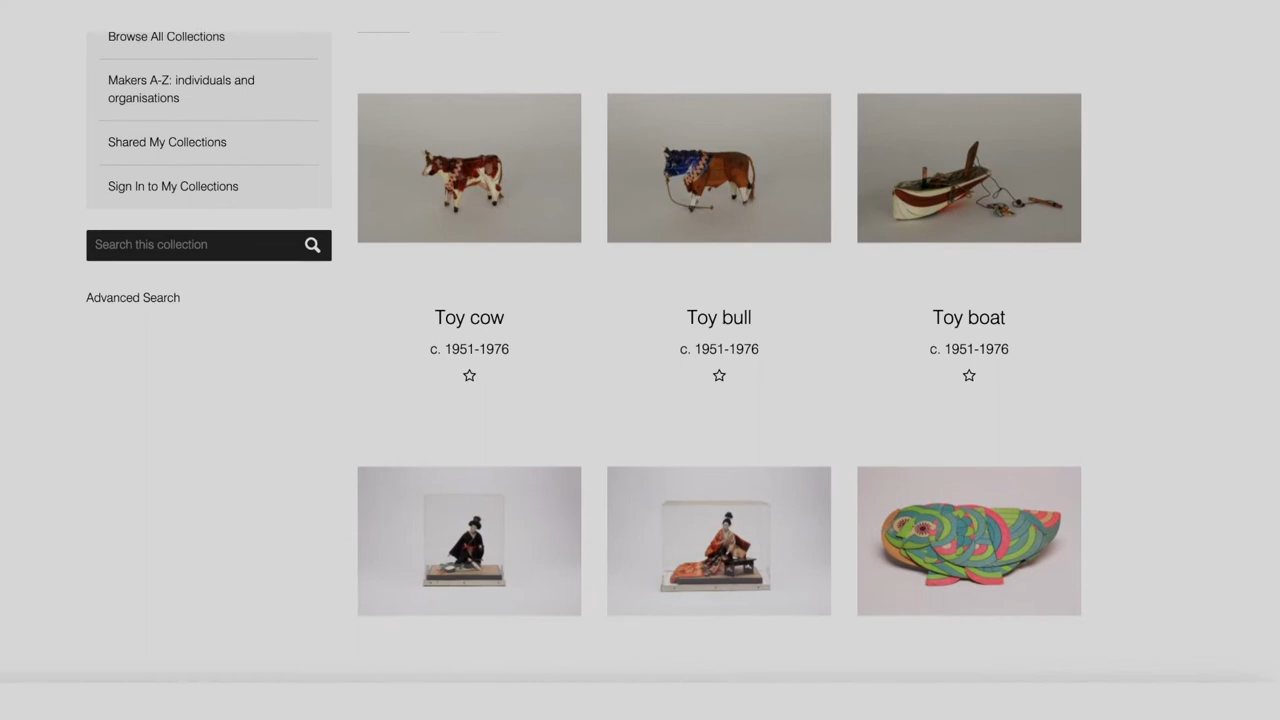 Browse All Collections
Makers A-Z: individuals and
organisations
Shared My Collections
Sign In to My Collections
Search this collection
Advanced Search
Toy cow
c. 1951-1976
Toy bull
c. 1951-1976
Toy boat
c. 1951-1976